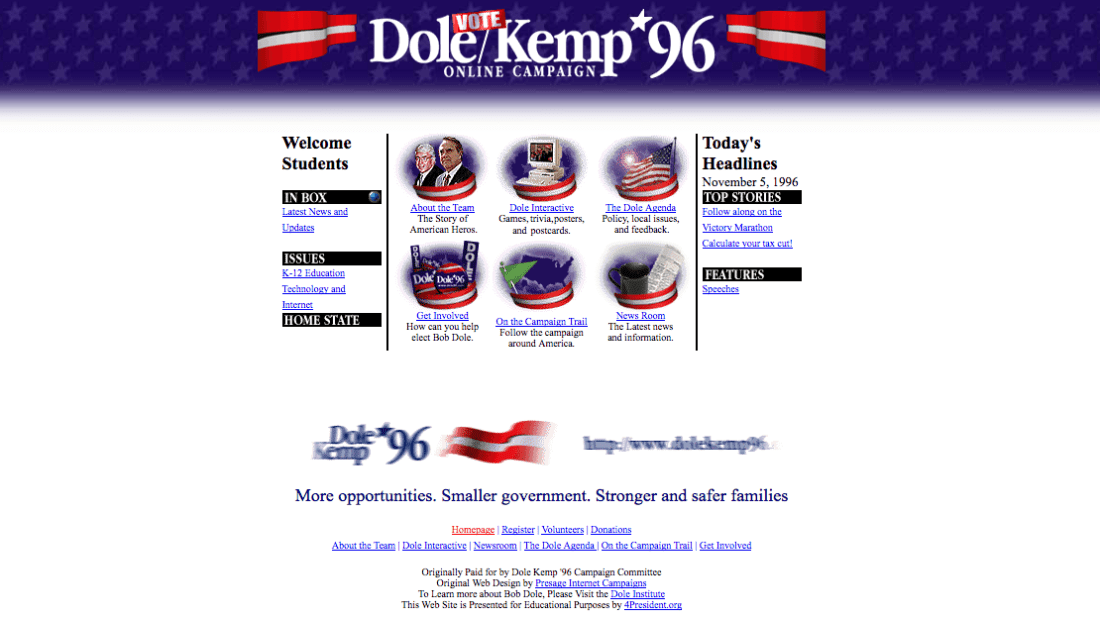 VOTE
Dole/Kemp '96
ONLINE CAMPAIGN
Welcome
Students
IN BOX
Latest News and
Updates
ISSUES
K-12 Education
Technology and
Internet
HOME STATE
About the Team
The Story of
American Heros.
Dole Interactive
Games, trivia,posters,
and postcards.
The Dole Agenda
Policy, local issues,
and feedback.
DOLE
Dole
Dole'96
Get Involved
How can you help
elect Bob Dole.
On the Campaign Trail
Follow the campaign
around America.
News Room
The Latest news
and information.
Today's
Headlines
November 5, 1996
TOP STORIES
Follow along on the
Victory Marathon
Calculate your tax cut!
FEATURES
Speeches
Dole
Kemp '96
http://www.dolekemp96.
More opportunities. Smaller government. Stronger and safer families
Homepage | Register | Volunteers | Donations
About the Team | Dole Interactive | Newsroom | The Dole Agenda | On the Campaign Trail | Get Involved
Originally Paid for by Dole Kemp '96 Campaign Committee
Original Web Design by Presage Internet Campaigns
To Learn more about Bob Dole, Please Visit the Dole Institute
This Web Site is Presented for Educational Purposes by 4President.org